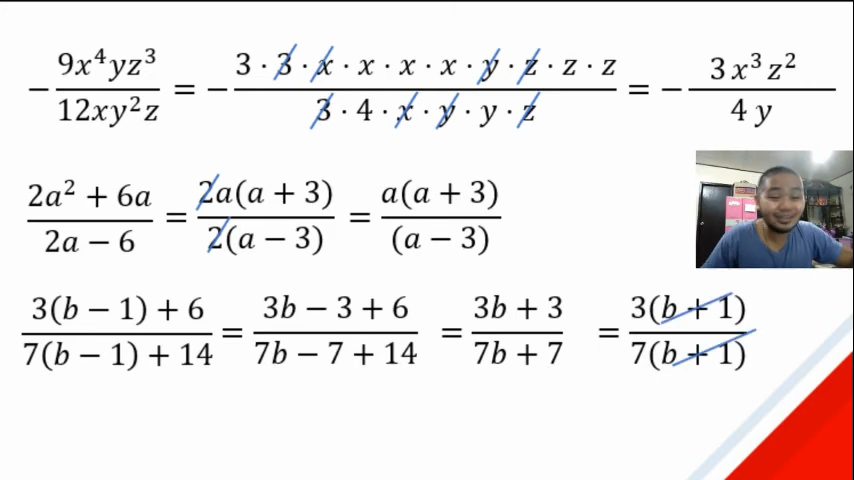 −9x⁴yz³/12xy²z = −3·3·x·x·x·x·y·z·z·z/3·4·x·y·y·z = −3x³z²/4y
2a² + 6a/2a − 6 = 2a(a + 3)/2(a − 3) = a(a + 3)/(a − 3)
3(b − 1) + 6/7(b − 1) + 14 = 3b − 3 + 6/7b − 7 + 14 = 3b + 3/7b + 7 = 3(b + 1)/7(b + 1)